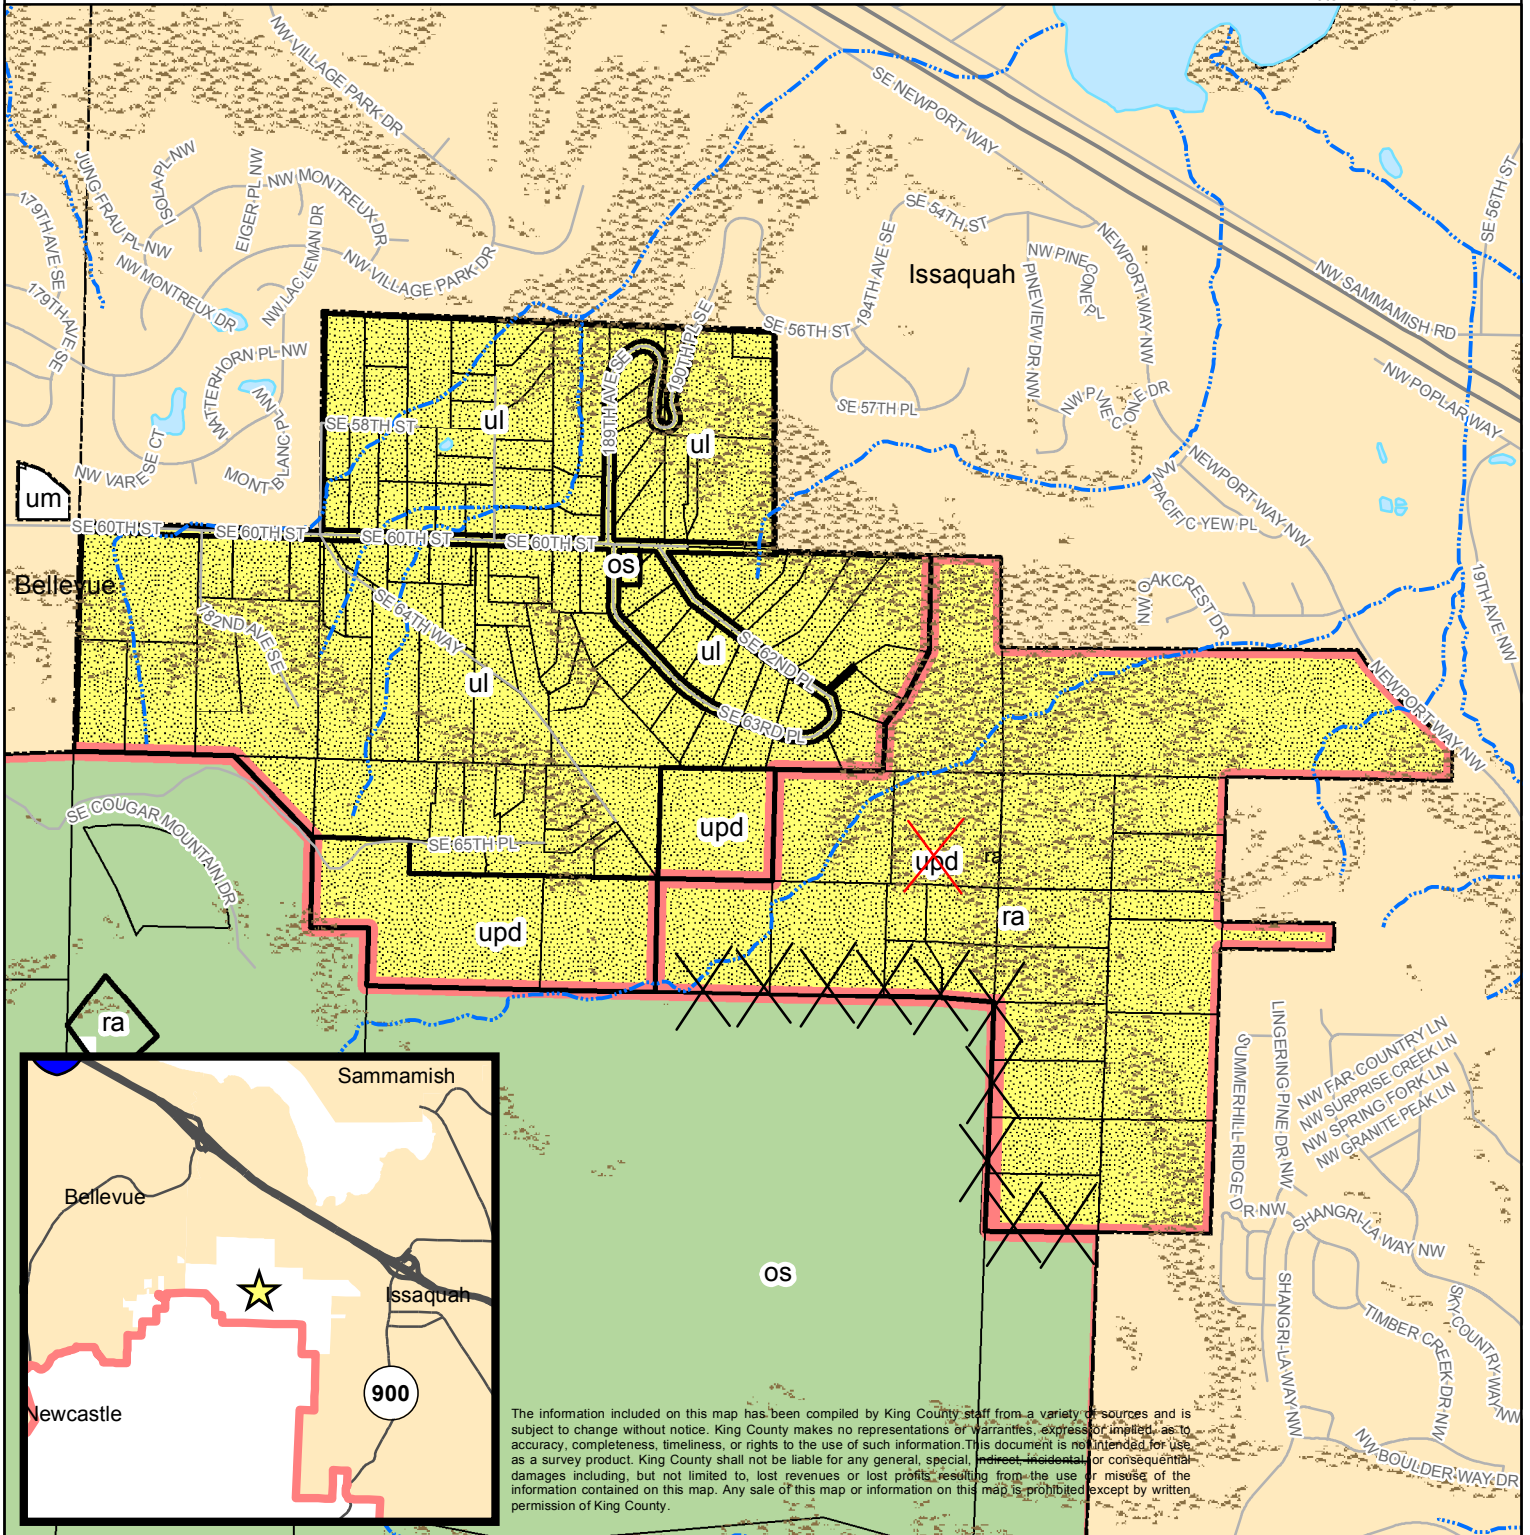 NW VILLAGE PARK DR
SE NEWPORT WAY
JUNG FRAU PL NW
ISOLA PL NW
EIGER PL NW
NW MONTREUX DR
179TH AVE SE
NW LAC LEMAN DR
NW VILLAGE PARK DR
NW MONTREUX DR
179TH AVE SE
MATTERHORN PL NW
SE 54TH ST
194TH AVE SE
Issaquah
NW PINE CONE PL
NEWPORT WAY NW
PINEVIEW DR NW
SE 56TH ST
NW SAMMAMISH RD
SE 56TH ST
190TH PL SE
189TH AVE SE
NW POPLAR WAY
SE 57TH PL
NW PINE CONE DR
SE 58TH ST
ul
ul
NW VARESE CT
MONT BLANC PL NW
um
NW PACIFIC YEW PL
NEWPORT WAY NW
SE 60TH ST
SE 60TH ST
SE 60TH ST
SE 60TH ST
os
Bellevue
182ND AVE SE
SE 64TH WAY
ul
ul
SE 62ND PL
SE 63RD PL
NW OAKCREST DR
19TH AVE NW
NEWPORT WAY NW
SE COUGAR MOUNTAIN DR
SE 65TH PL
upd
upd
ra
upd
ra
ra
os
SUMMERHILL RIDGE DR NW
LINGERING PINE DR NW
NW FAR COUNTRY LN
NW SURPRISE CREEK LN
NW SPRING FORK LN
NW GRANITE PEAK LN
SHANGRI-LA WAY NW
SHANGRI-LA WAY NW
TIMBER CREEK DR NW
SKY COUNTRY WAY NW
NW BOULDER WAY DR
Sammamish
Bellevue
Issaquah
900
Newcastle
The information included on this map has been compiled by King County staff from a variety of sources and is
subject to change without notice. King County makes no representations or warranties, express or implied, as to
accuracy, completeness, timeliness, or rights to the use of such information.This document is not intended for use
as a survey product. King County shall not be liable for any general, special, indirect, incidental, or consequential
damages including, but not limited to, lost revenues or lost profits resulting from the use or misuse of the
information contained on this map. Any sale of this map or information on this map is prohibited except by written
permission of King County.